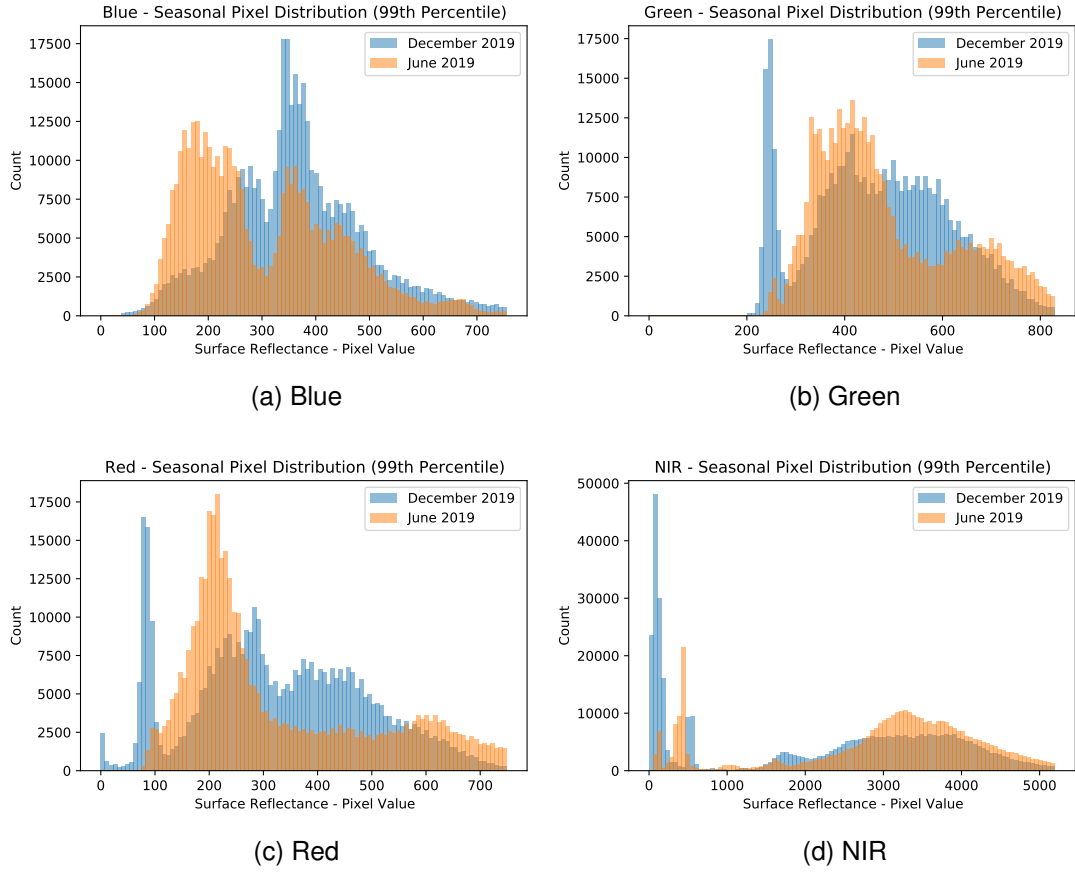 Blue - Seasonal Pixel Distribution (99th Percentile)
17500
15000
12500
10000
7500
5000
2500
0
Count
December 2019
June 2019
0 100 200 300 400 500 600 700
Surface Reflectance - Pixel Value
(a) Blue
Green - Seasonal Pixel Distribution (99th Percentile)
17500
15000
12500
10000
7500
5000
2500
0
Count
December 2019
June 2019
0 200 400 600 800
Surface Reflectance - Pixel Value
(b) Green
Red - Seasonal Pixel Distribution (99th Percentile)
17500
15000
12500
10000
7500
5000
2500
0
Count
December 2019
June 2019
0 100 200 300 400 500 600 700
Surface Reflectance - Pixel Value
(c) Red
NIR - Seasonal Pixel Distribution (99th Percentile)
50000
40000
30000
20000
10000
0
Count
December 2019
June 2019
0 1000 2000 3000 4000 5000
Surface Reflectance - Pixel Value
(d) NIR